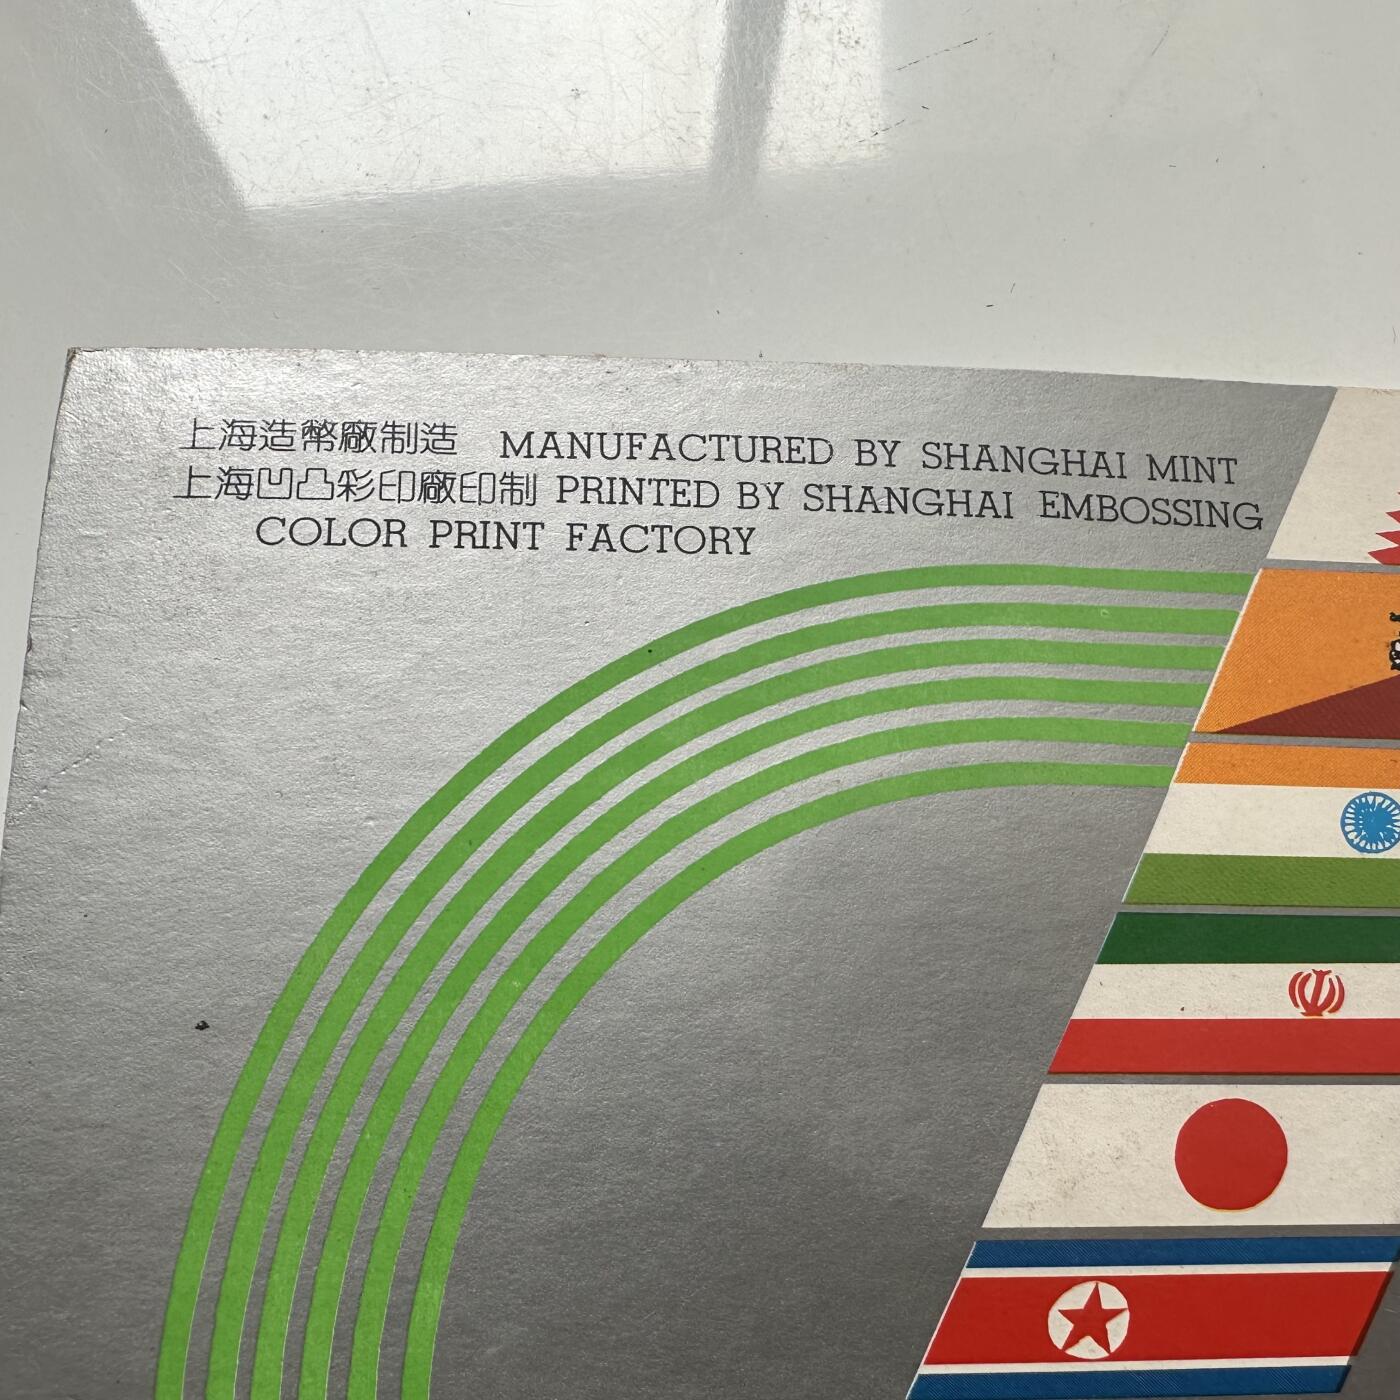 上海造幣廠制造 MANUFACTURED BY SHANGHAI MINT
上海凹凸彩印廠印制 PRINTED BY SHANGHAI EMBOSSING
COLOR PRINT FACTORY